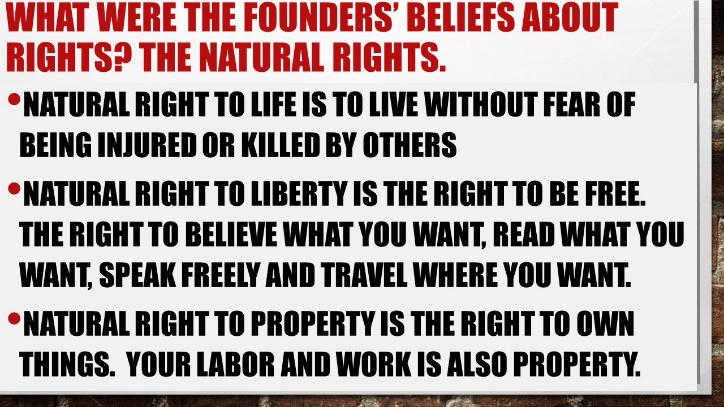 WHAT WERE THE FOUNDERS' BELIEFS ABOUT
RIGHTS? THE NATURAL RIGHTS.
•NATURAL RIGHT TO LIFE IS TO LIVE WITHOUT FEAR OF
BEING INJURED OR KILLED BY OTHERS
•NATURAL RIGHT TO LIBERTY IS THE RIGHT TO BE FREE.
THE RIGHT TO BELIEVE WHAT YOU WANT, READ WHAT YOU
WANT, SPEAK FREELY AND TRAVEL WHERE YOU WANT.
•NATURAL RIGHT TO PROPERTY IS THE RIGHT TO OWN
THINGS.  YOUR LABOR AND WORK IS ALSO PROPERTY.